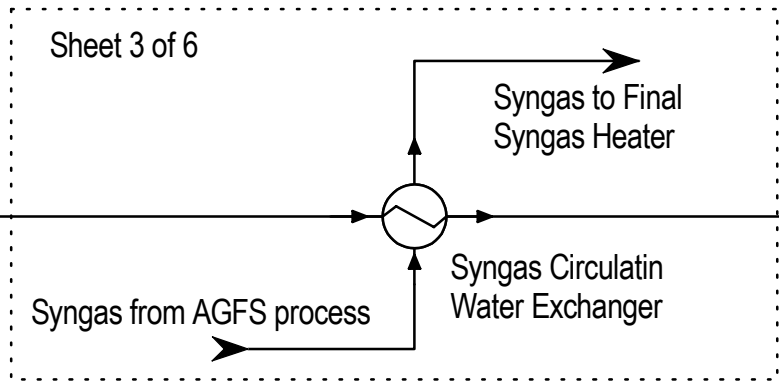 Sheet 3 of 6
Syngas to Final
Syngas Heater
Syngas Circulatin
Water Exchanger
Syngas from AGFS process